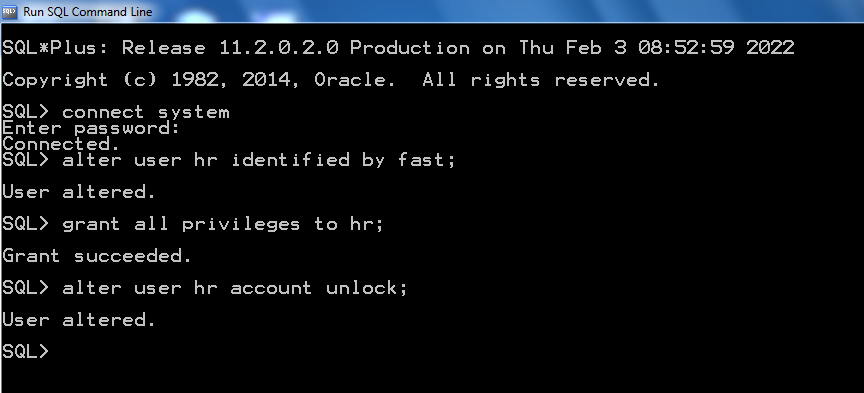 Run SQL Command Line
SQL*Plus: Release 11.2.0.2.0 Production on Thu Feb 3 08:52:59 2022
Copyright (c) 1982, 2014, Oracle.  All rights reserved.
SQL> connect system
Enter password:
Connected.
SQL> alter user hr identified by fast;
User altered.
SQL> grant all privileges to hr;
Grant succeeded.
SQL> alter user hr account unlock;
User altered.
SQL>